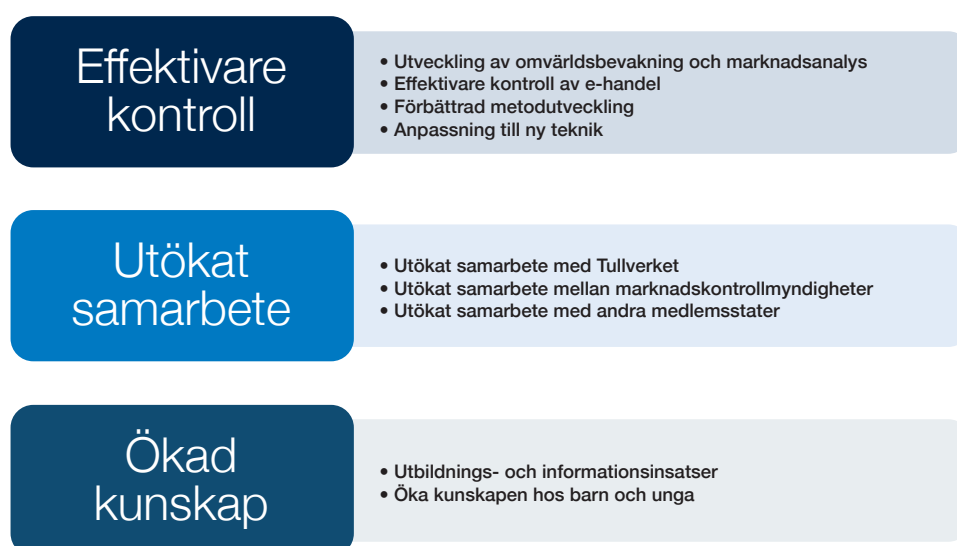 Effektivare
kontroll
• Utveckling av omvärldsbevakning och marknadsanalys
• Effektivare kontroll av e-handel
• Förbättrad metodutveckling
• Anpassning till ny teknik
Utökat
samarbete
• Utökat samarbete med Tullverket
• Utökat samarbete mellan marknadskontrollmyndigheter
• Utökat samarbete med andra medlemsstater
Ökad
kunskap
• Utbildnings- och informationsinsatser
• Öka kunskapen hos barn och unga